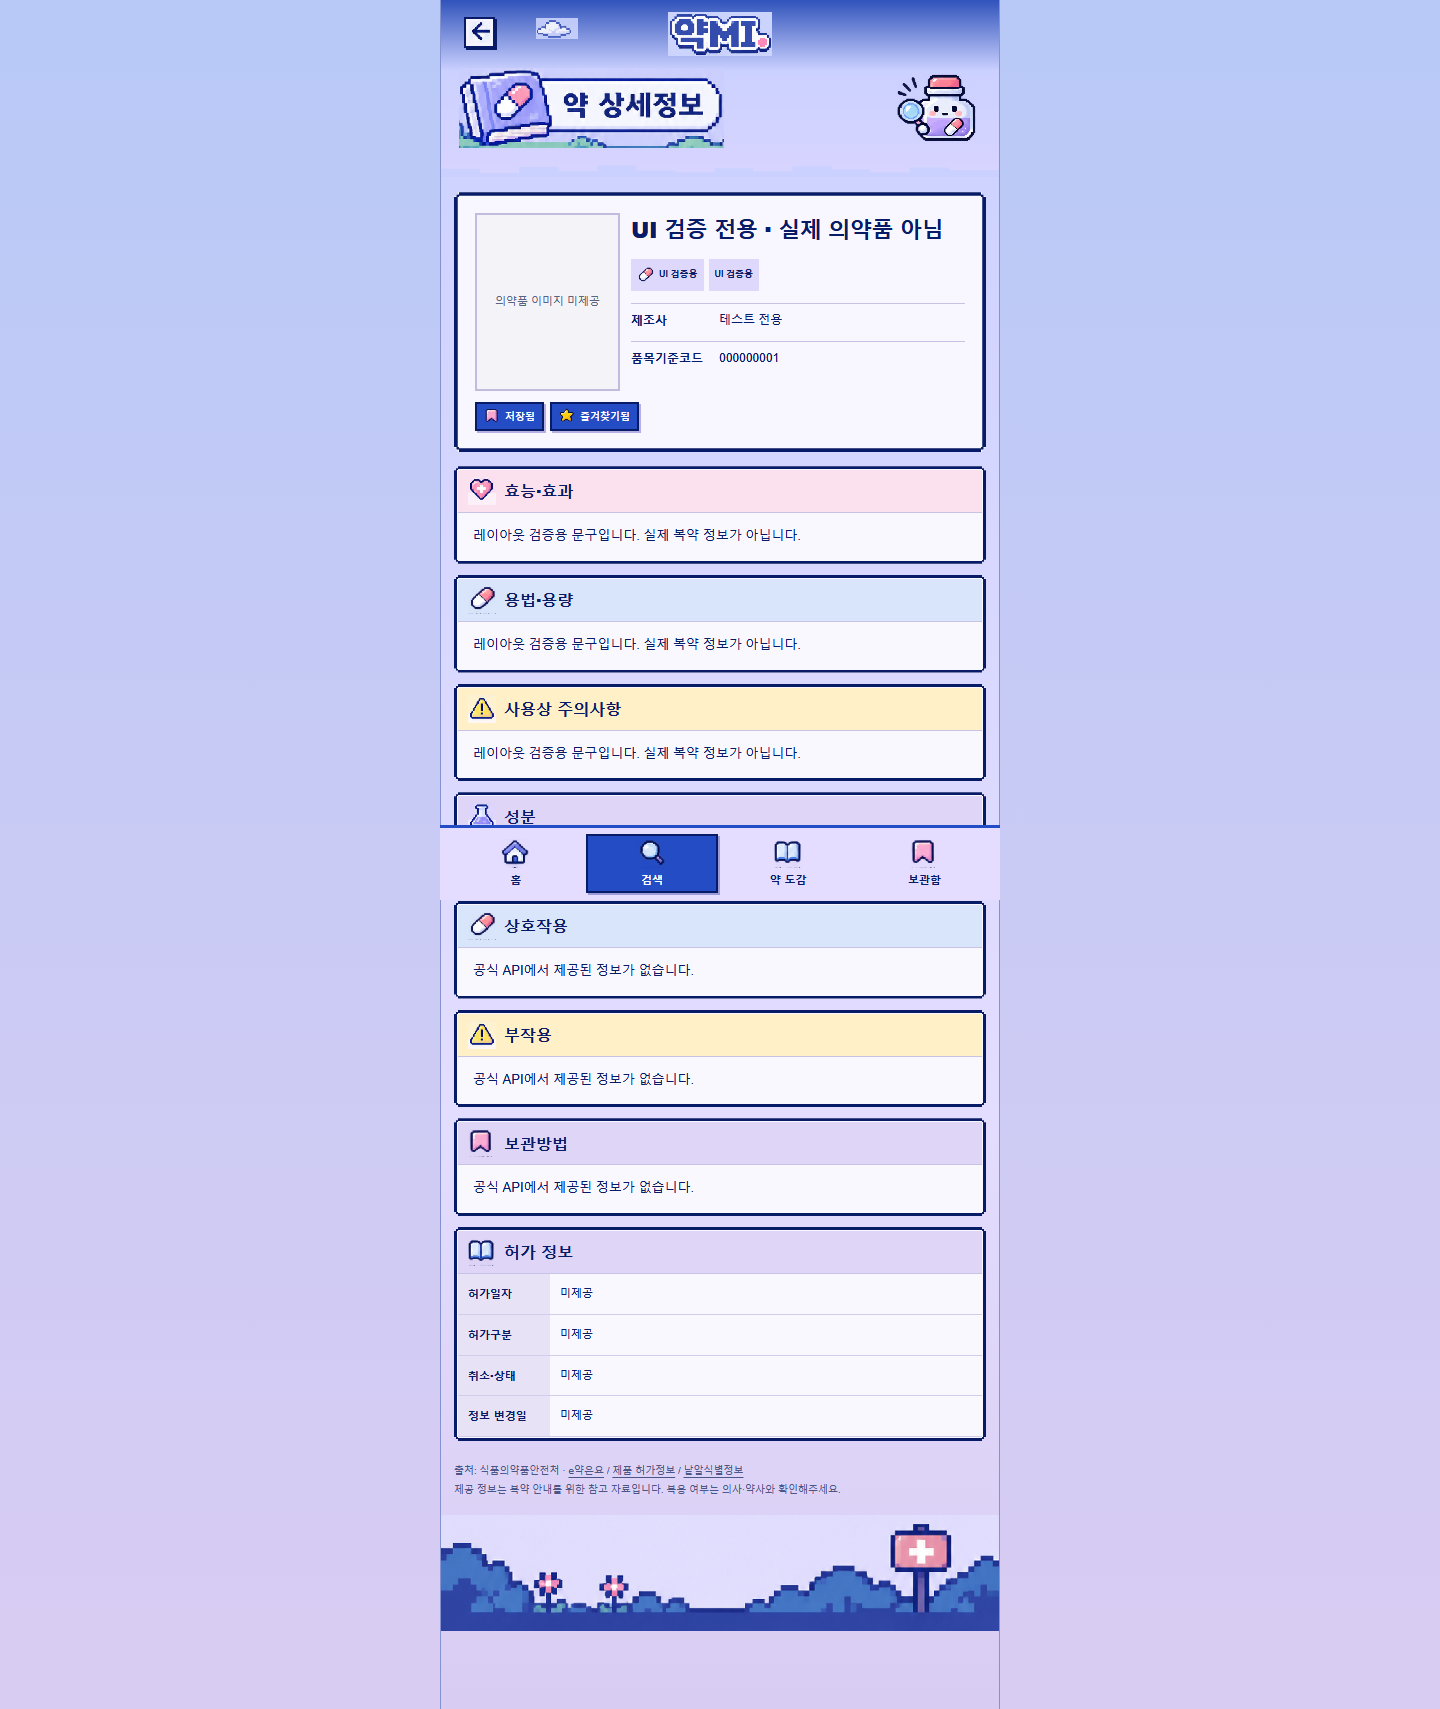 약MI.
약 상세정보
UI 검증 전용 · 실제 의약품 아님
의약품 이미지 미제공
UI 검증용
UI 검증용
제조사 테스트 전용
품목기준코드 000000001
저장됨
즐겨찾기됨
효능·효과
레이아웃 검증용 문구입니다. 실제 복약 정보가 아닙니다.
용법·용량
레이아웃 검증용 문구입니다. 실제 복약 정보가 아닙니다.
사용상 주의사항
레이아웃 검증용 문구입니다. 실제 복약 정보가 아닙니다.
성분
홈
검색
약 도감
보관함
상호작용
공식 API에서 제공된 정보가 없습니다.
부작용
공식 API에서 제공된 정보가 없습니다.
보관방법
공식 API에서 제공된 정보가 없습니다.
허가 정보
허가일자 미제공
허가구분 미제공
취소·상태 미제공
정보 변경일 미제공
출처: 식품의약품안전처 · e약은요 / 제품 허가정보 / 낱알식별정보
제공 정보는 복약 안내를 위한 참고 자료입니다. 복용 여부는 의사·약사와 확인해주세요.